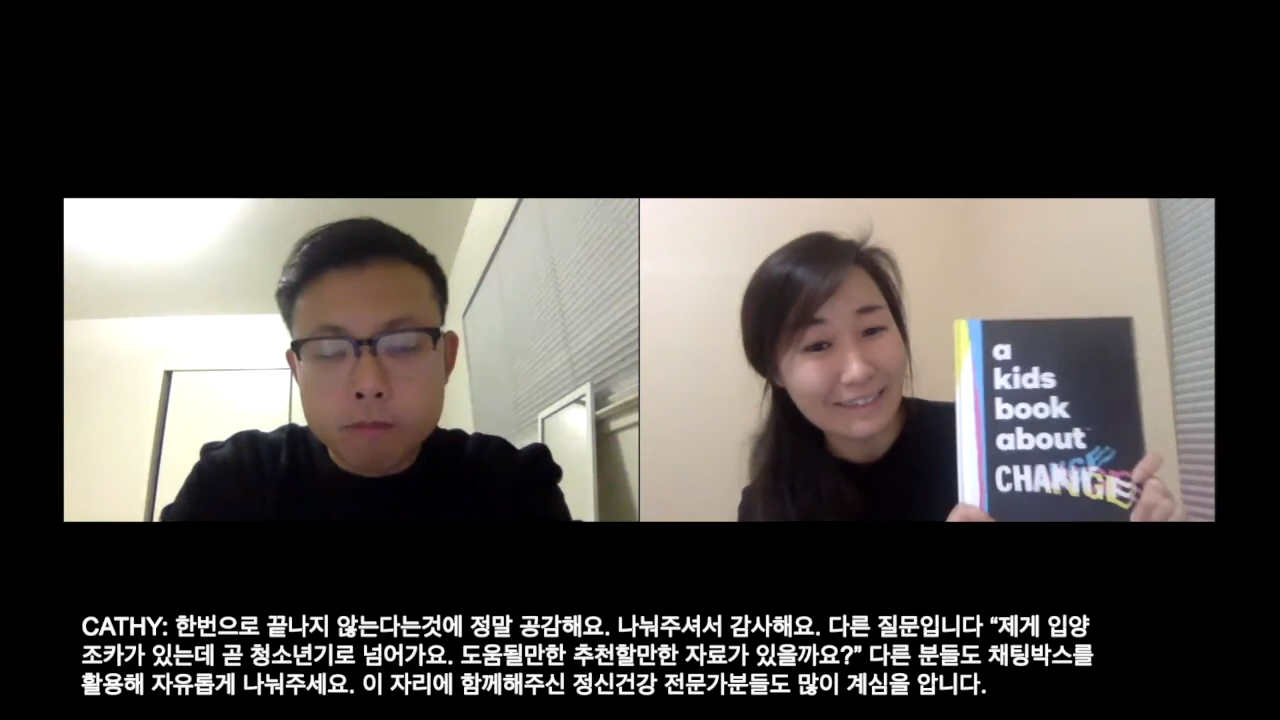 a
kids
book
about
CHANGE
CATHY: 한번으로 끝나지 않는다는것에 정말 공감해요. 나눠주셔서 감사해요. 다른 질문입니다 “제게 입양
조카가 있는데 곧 청소년기로 넘어가요. 도움될만한 추천할만한 자료가 있을까요?” 다른 분들도 채팅박스를
활용해 자유롭게 나눠주세요. 이 자리에 함께해주신 정신건강 전문가분들도 많이 계심을 압니다.